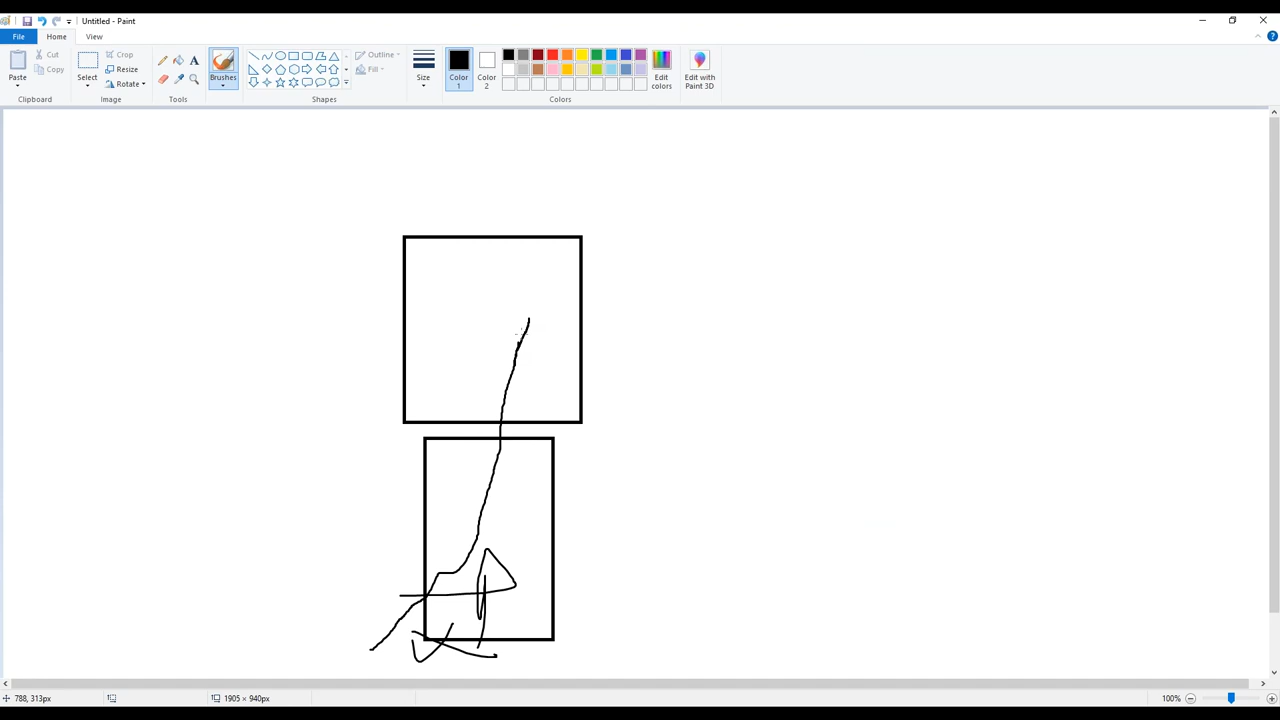 Untitled - Paint
File
Home
View
Paste
Cut
Copy
Clipboard
Select
Crop
Resize
Rotate
Image
A
Tools
Brushes
Outline
Fill
Shapes
Size
Color 1
Color 2
Edit colors
Colors
Edit with Paint 3D
788, 313px
1905 × 940px
100%